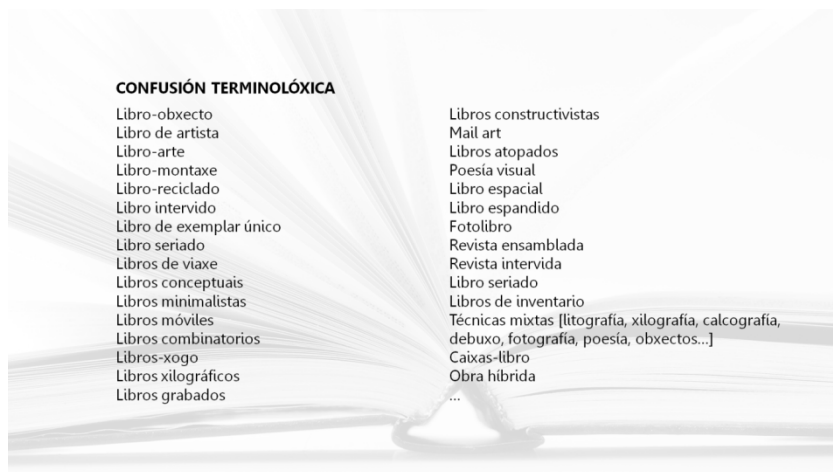 CONFUSIÓN TERMINOLÓXICA
Libro-obxecto
Libro de artista
Libro-arte
Libro-montaxe
Libro-reciclado
Libro intervido
Libro de exemplar único
Libro seriado
Libros de viaxe
Libros conceptuais
Libros minimalistas
Libros móviles
Libros combinatorios
Libros-xogo
Libros xilográficos
Libros grabados
Libros constructivistas
Mail art
Libros atopados
Poesía visual
Libro espacial
Libro espandido
Fotolibro
Revista ensamblada
Revista intervida
Libro seriado
Libros de inventario
Técnicas mixtas [litografía, xilografía, calcografía,
debuxo, fotografía, poesía, obxectos...]
Caixas-libro
Obra híbrida
...